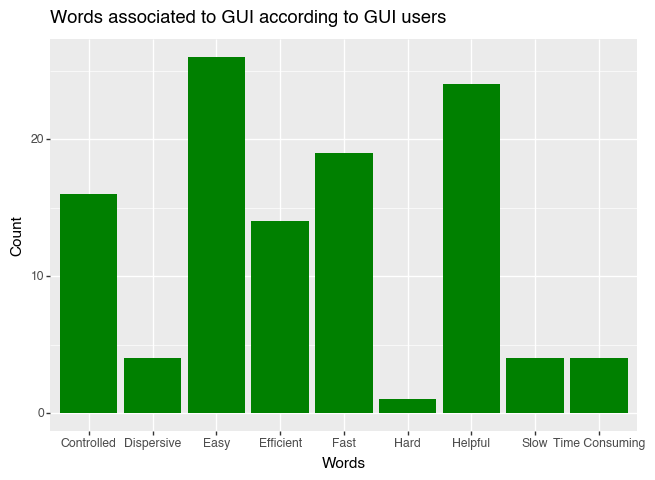 Words associated to GUI according to GUI users
Count
20
10
0
Controlled Dispersive Easy Efficient Fast Hard Helpful Slow Time Consuming
Words